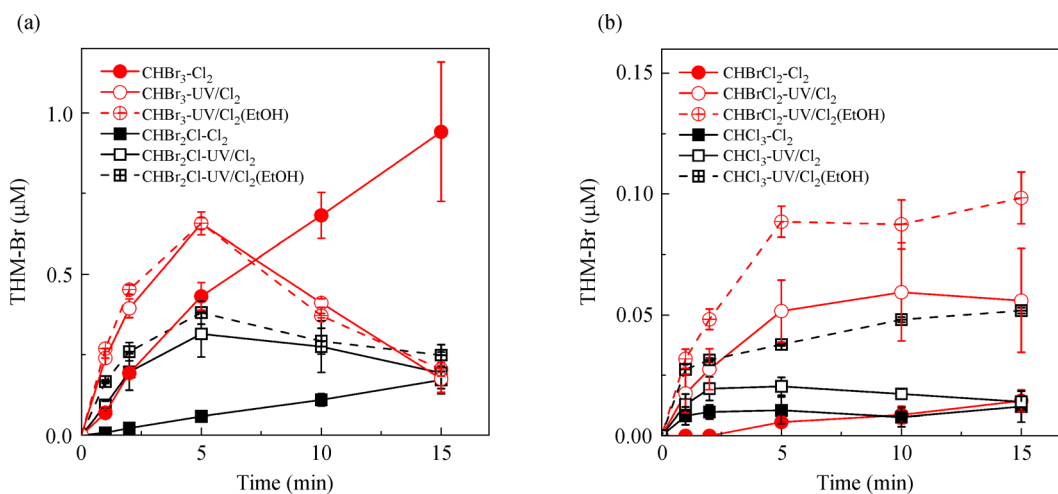 (a)
THM-Br (μM)
1.0
0.5
0.0
CHBr₃-Cl₂
CHBr₃-UV/Cl₂
CHBr₃-UV/Cl₂(EtOH)
CHBr₂Cl-Cl₂
CHBr₂Cl-UV/Cl₂
CHBr₂Cl-UV/Cl₂(EtOH)
0 5 10 15
Time (min)
(b)
THM-Br (μM)
0.15
0.10
0.05
0.00
CHBrCl₂-Cl₂
CHBrCl₂-UV/Cl₂
CHBrCl₂-UV/Cl₂(EtOH)
CHCl₃-Cl₂
CHCl₃-UV/Cl₂
CHCl₃-UV/Cl₂(EtOH)
0 5 10 15
Time (min)